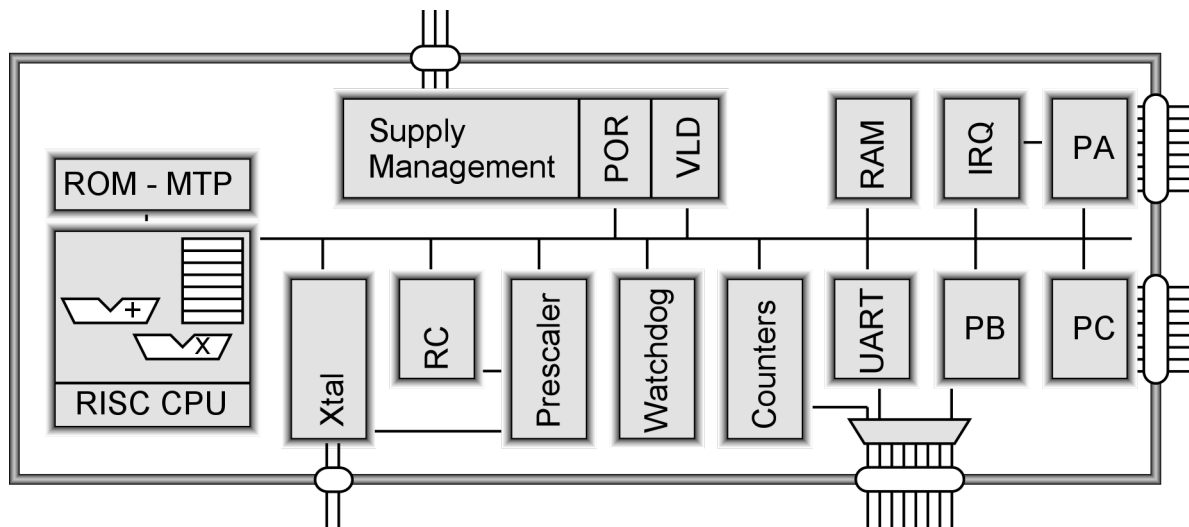 Supply
Management
POR
VLD
RAM
IRQ
PA
ROM - MTP
+
X
RISC CPU
Xtal
RC
Prescaler
Watchdog
Counters
UART
PB
PC